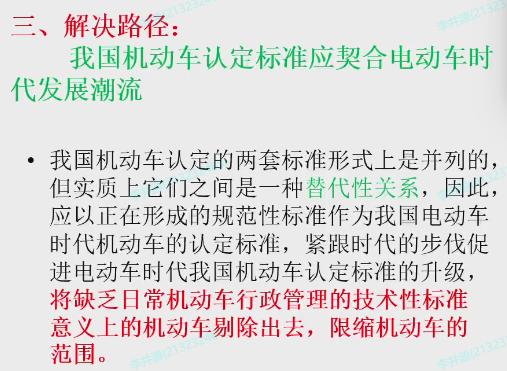 三、解决路径：
我国机动车认定标准应契合电动车时
代发展潮流
• 我国机动车认定的两套标准形式上是并列的，
但实质上它们之间是一种替代性关系，因此，
应以正在形成的规范性标准作为我国电动车
时代机动车的认定标准，紧跟时代的步伐促
进电动车时代我国机动车认定标准的升级，
将缺乏日常机动车行政管理的技术性标准
意义上的机动车剔除出去，限缩机动车的
范围。